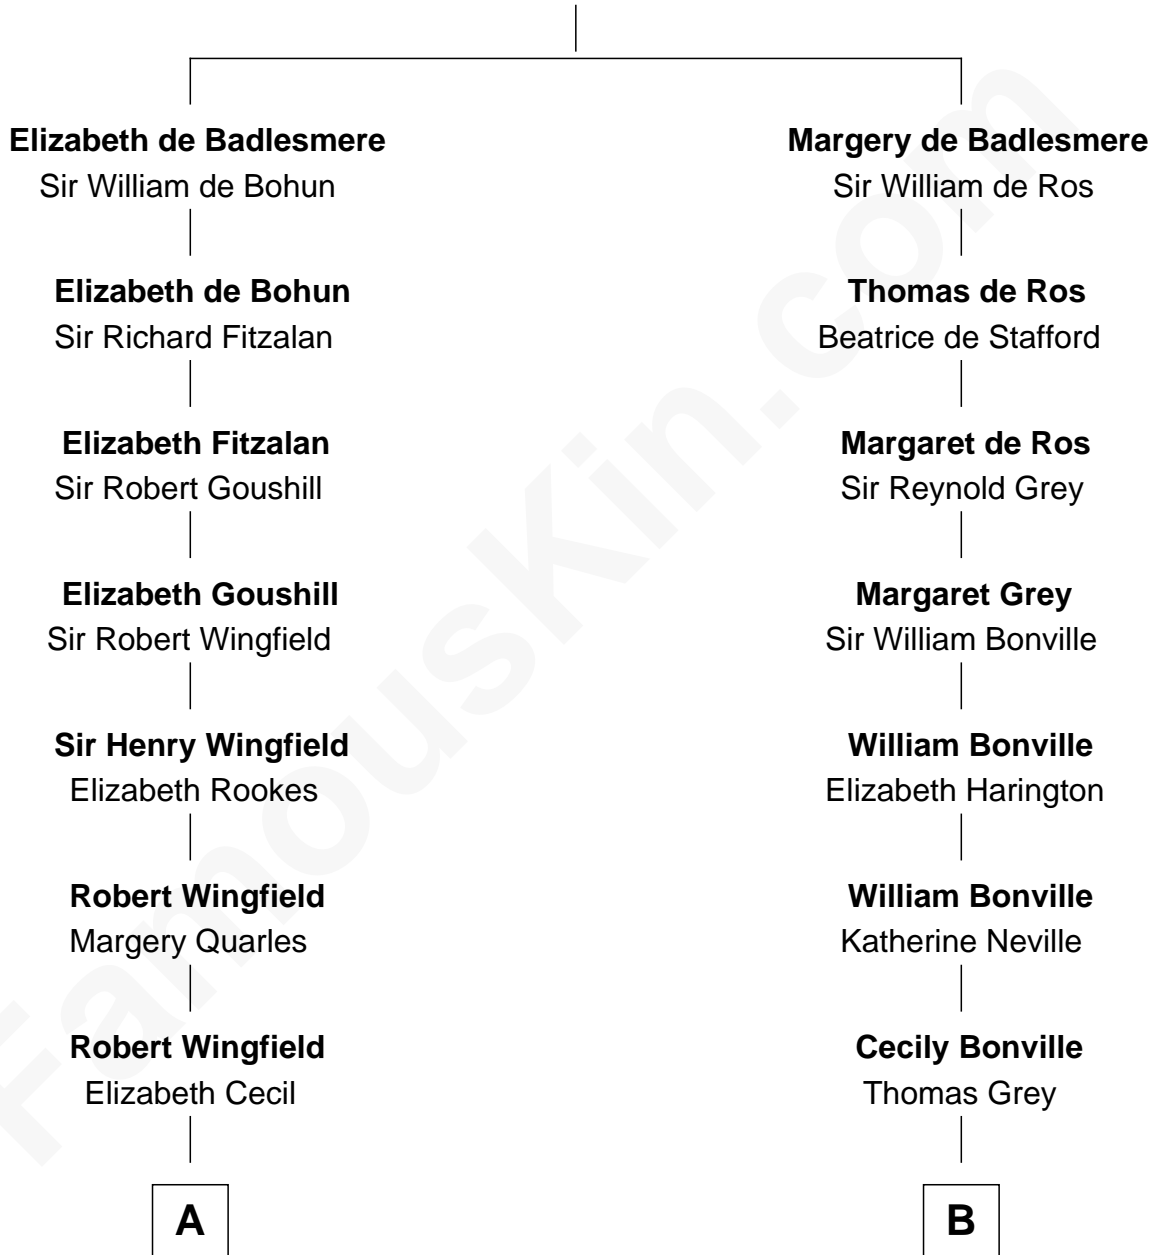 Elizabeth de Badlesmere
Sir William de Bohun
Elizabeth de Bohun
Sir Richard Fitzalan
Elizabeth Fitzalan
Sir Robert Goushill
Elizabeth Goushill
Sir Robert Wingfield
Sir Henry Wingfield
Elizabeth Rookes
Robert Wingfield
Margery Quarles
Robert Wingfield
Elizabeth Cecil
A
Margery de Badlesmere
Sir William de Ros
Thomas de Ros
Beatrice de Stafford
Margaret de Ros
Sir Reynold Grey
Margaret Grey
Sir William Bonville
William Bonville
Elizabeth Harington
William Bonville
Katherine Neville
Cecily Bonville
Thomas Grey
B
FamousKin.com